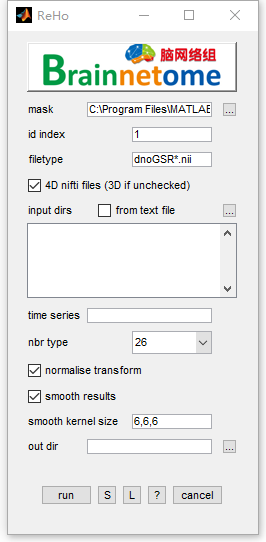 ReHo
脑网络组
Brainnetome
mask C:\Program Files\MATLAB ...
id index 1
filetype dnoGSR*.nii
4D nifti files (3D if unchecked)
input dirs from text file ...
time series
nbr type 26
normalise transform
smooth results
smooth kernel size 6,6,6
out dir ...
run S L ? cancel